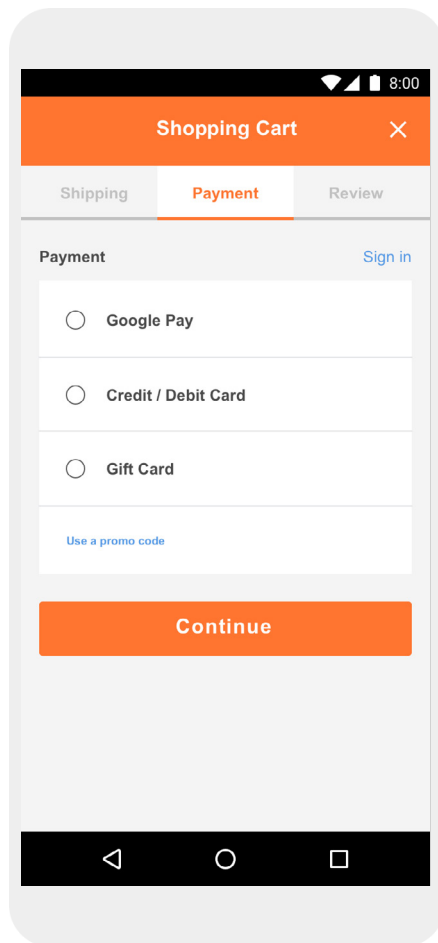 8:00
Shopping Cart
Shipping Payment Review
Payment Sign in
Google Pay
Credit / Debit Card
Gift Card
Use a promo code
Continue